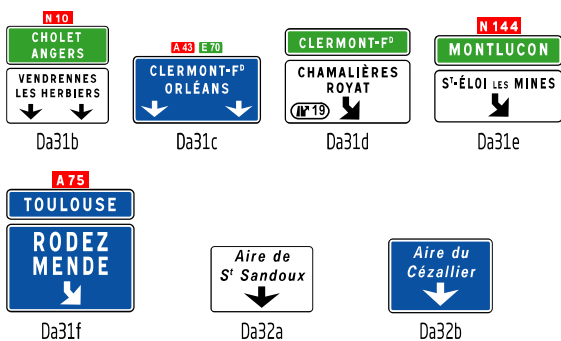 N 10
CHOLET
ANGERS
VENDRENNES
LES HERBIERS
Da31b
A 43 E 70
CLERMONT-Fᴰ
ORLÉANS
Da31c
CLERMONT-Fᴰ
CHAMALIÈRES
ROYAT
19
Da31d
N 144
MONTLUCON
Sᵀ-ÉLOI LES MINES
Da31e
A 75
TOULOUSE
RODEZ
MENDE
Da31f
Aire de
Sᵗ Sandoux
Da32a
Aire du
Cézallier
Da32b